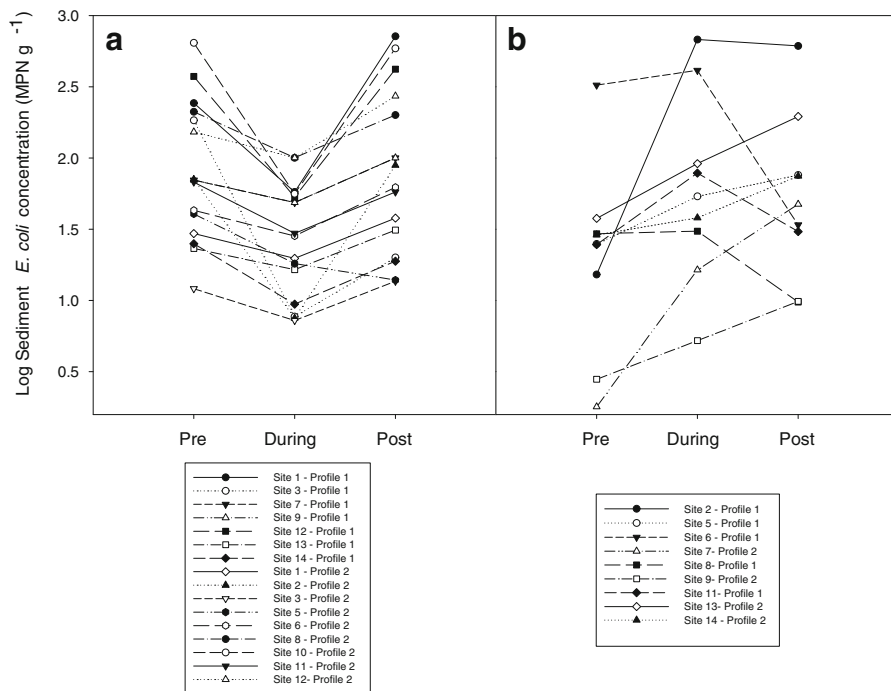 a
b
Log Sediment E. coli concentration (MPN g -1)
3.0
2.5
2.0
1.5
1.0
0.5
Pre During Post
Pre During Post
Site 1 - Profile 1
Site 3 - Profile 1
Site 7 - Profile 1
Site 9 - Profile 1
Site 12 - Profile 1
Site 13 - Profile 1
Site 14 - Profile 1
Site 1 - Profile 2
Site 2 - Profile 2
Site 3 - Profile 2
Site 5 - Profile 2
Site 6 - Profile 2
Site 8 - Profile 2
Site 10 - Profile 2
Site 11 - Profile 2
Site 12- Profile 2
Site 2 - Profile 1
Site 5 - Profile 1
Site 6 - Profile 1
Site 7- Profile 2
Site 8- Profile 1
Site 9- Profile 2
Site 11- Profile 1
Site 13- Profile 2
Site 14 - Profile 2